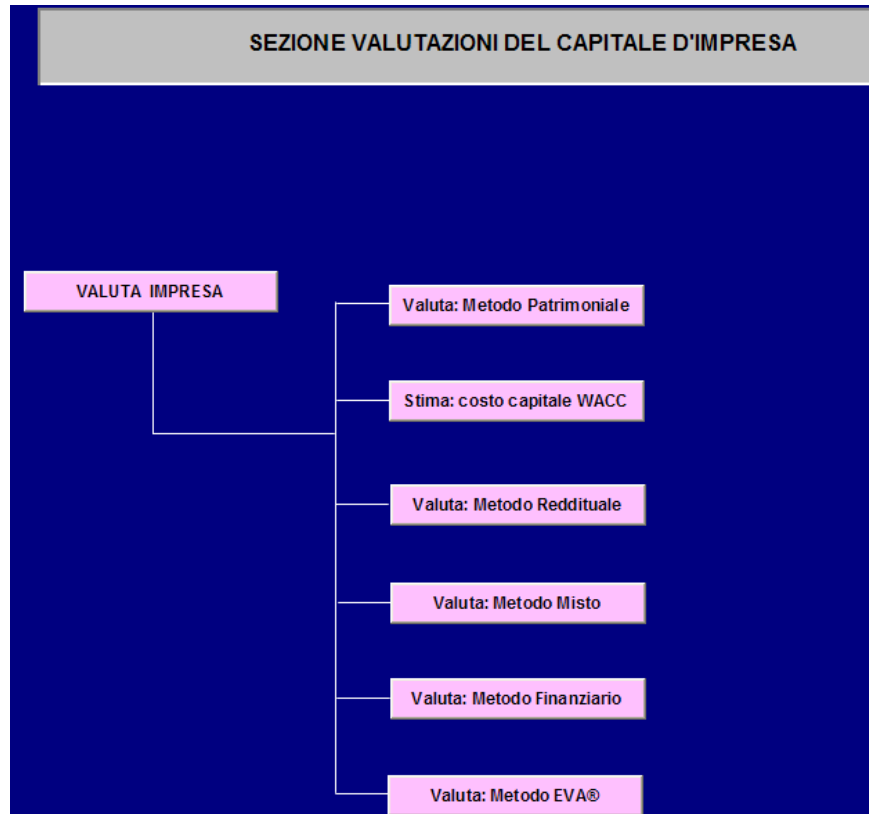 SEZIONE VALUTAZIONI DEL CAPITALE D'IMPRESA
VALUTA IMPRESA
Valuta: Metodo Patrimoniale
Stima: costo capitale WACC
Valuta: Metodo Reddituale
Valuta: Metodo Misto
Valuta: Metodo Finanziario
Valuta: Metodo EVA®